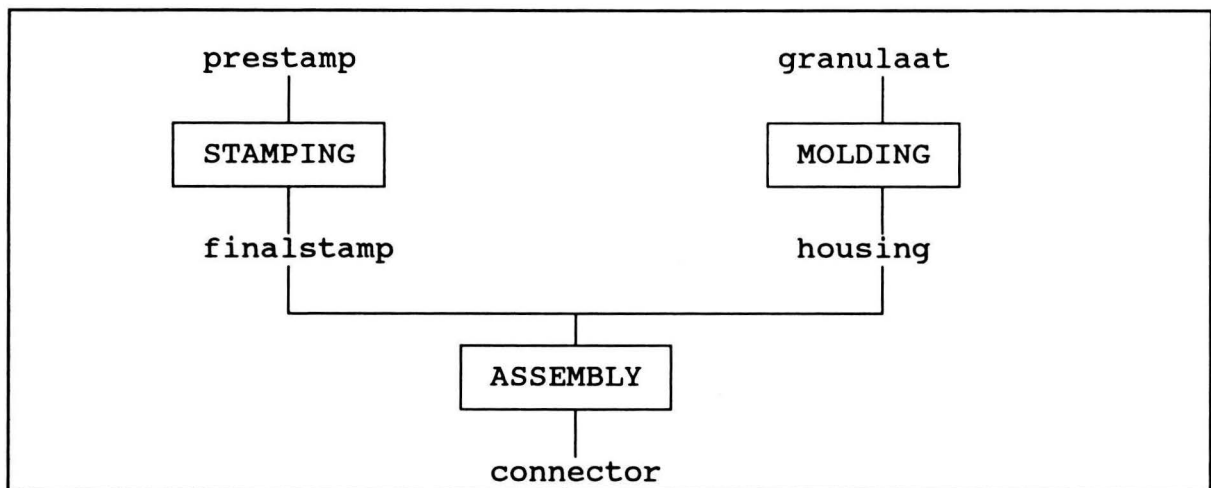 prestamp granulaat
STAMPING MOLDING
finalstamp housing
ASSEMBLY
connector